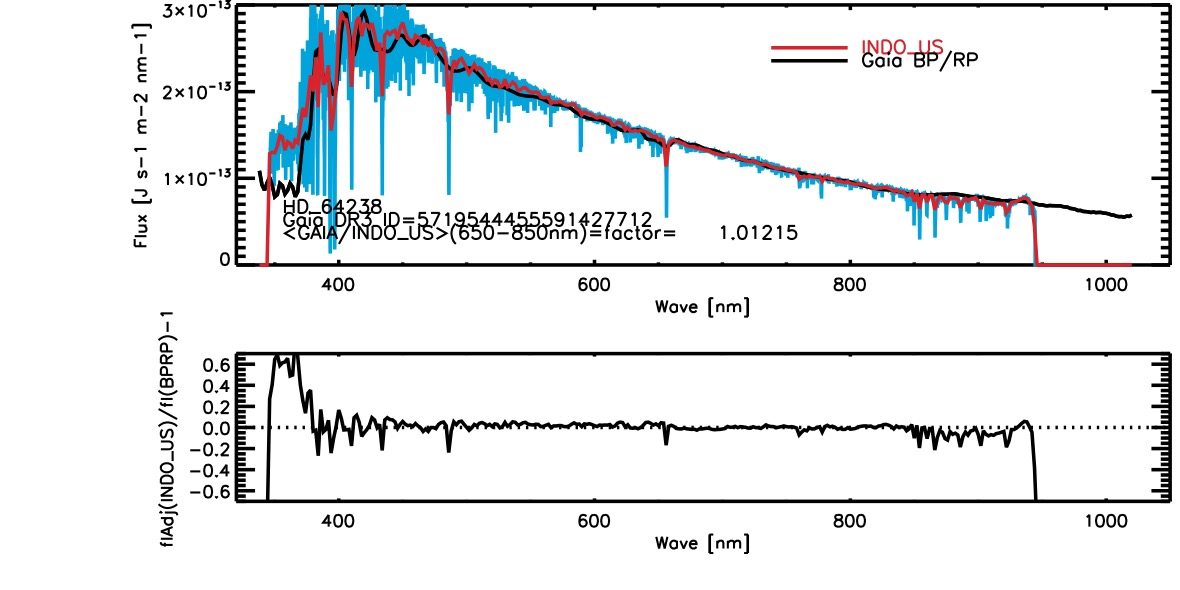 3×10−13
2×10−13
1×10−13
0
Flux [J s−1 m−2 nm−1]
INDO_US
Gaia BP/RP
HD_64238
Gaia DR3 ID=5719544455591427712
<GAIA/INDO_US>(650−850nm)=factor= 1.01215
400 600 800 1000
Wave [nm]
flAdj(INDO_US)/fl(BPRP)−1
0.6
0.4
0.2
0.0
−0.2
−0.4
−0.6
400 600 800 1000
Wave [nm]